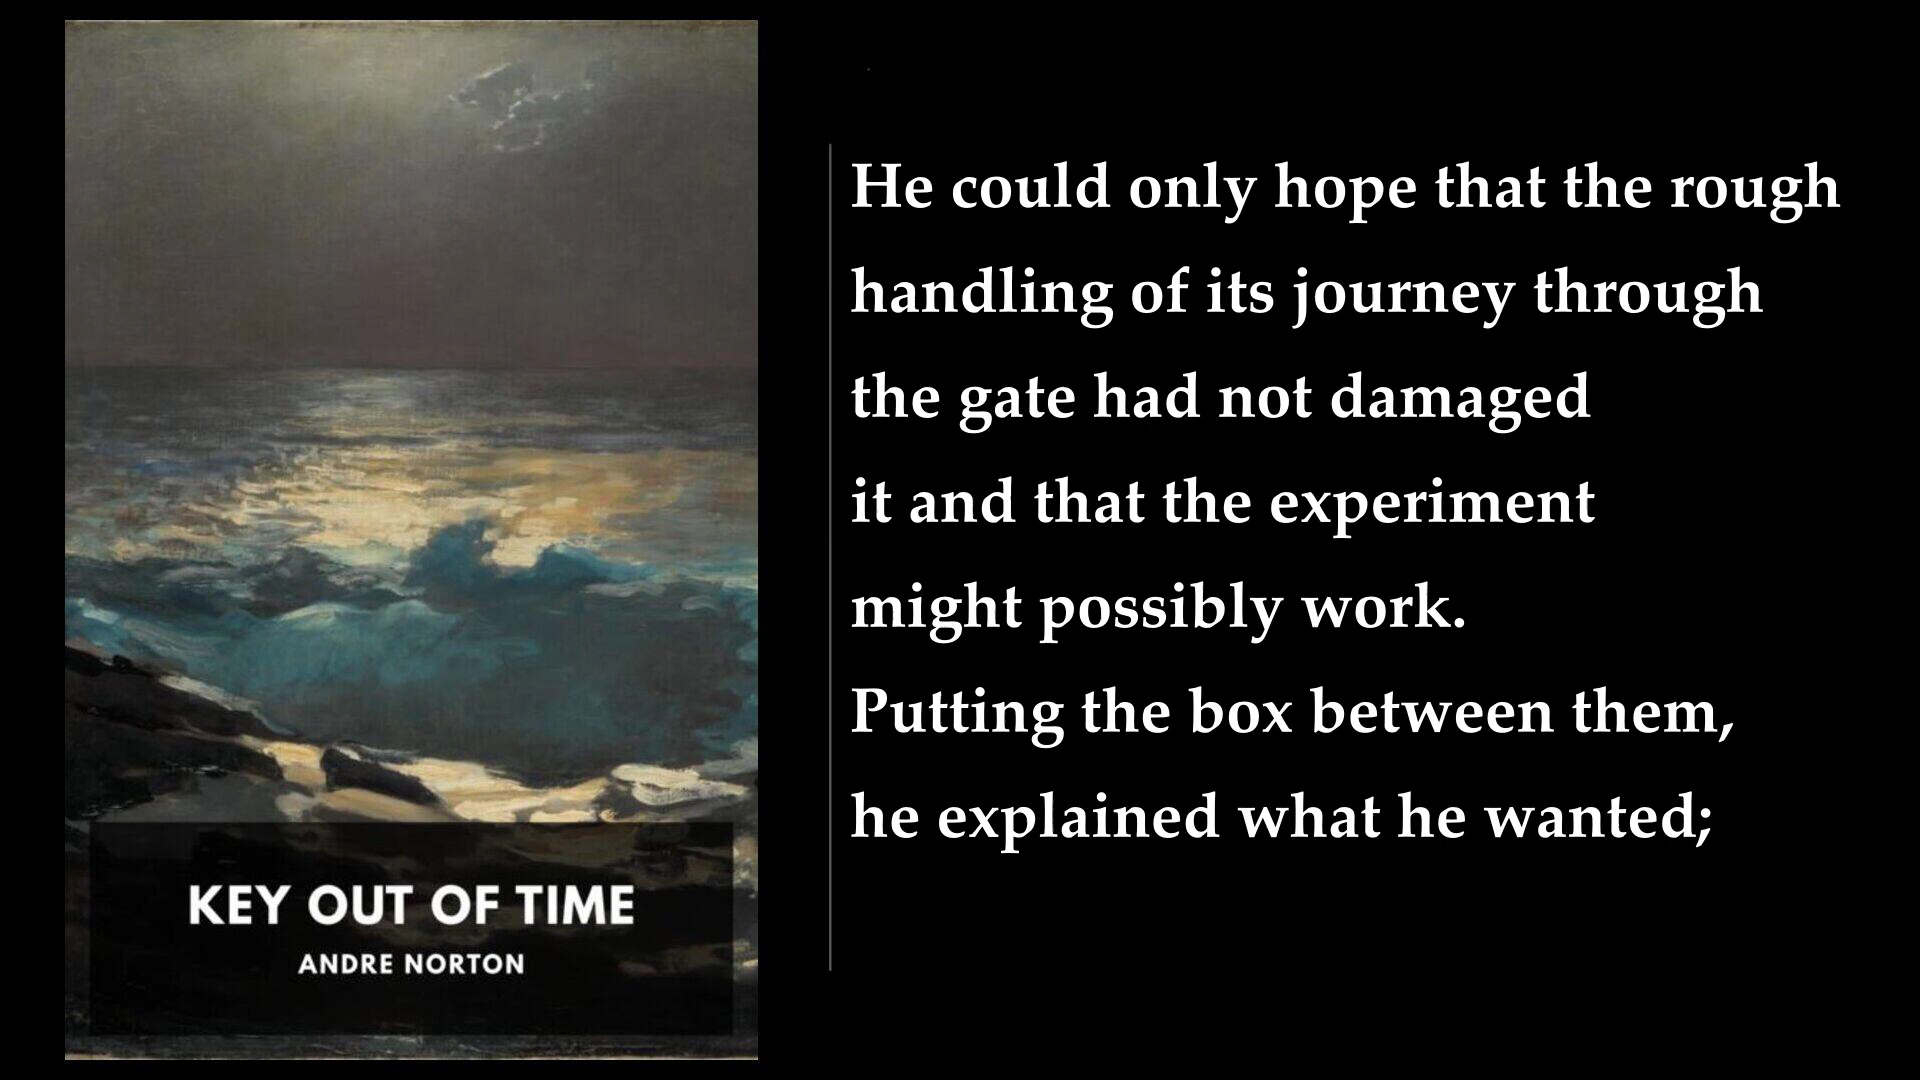 He could only hope that the rough
handling of its journey through
the gate had not damaged
it and that the experiment
might possibly work.
Putting the box between them,
he explained what he wanted;
KEY OUT OF TIME
ANDRE NORTON